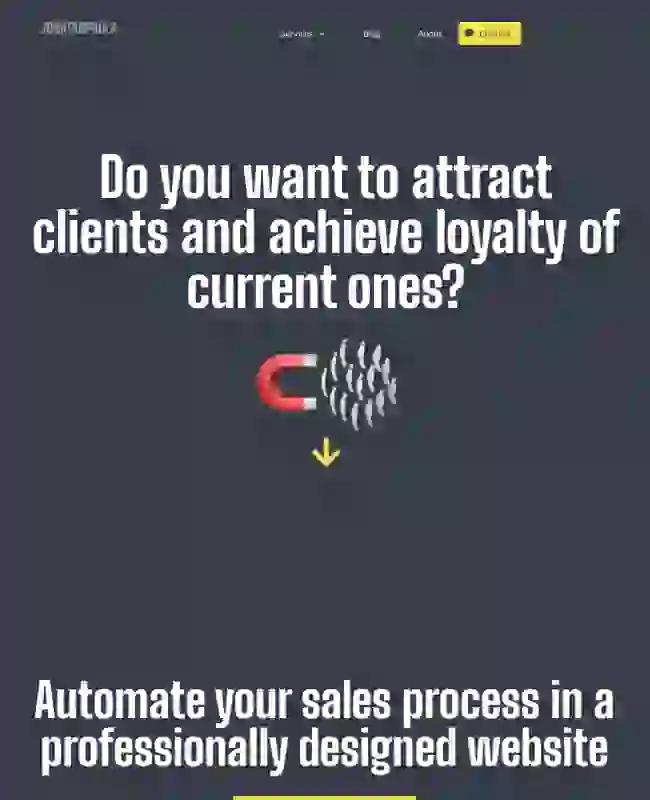 Services
Blog
About
Do you want to attract
clients and achieve loyalty of
current ones?
Automate your sales process in a
professionally designed website